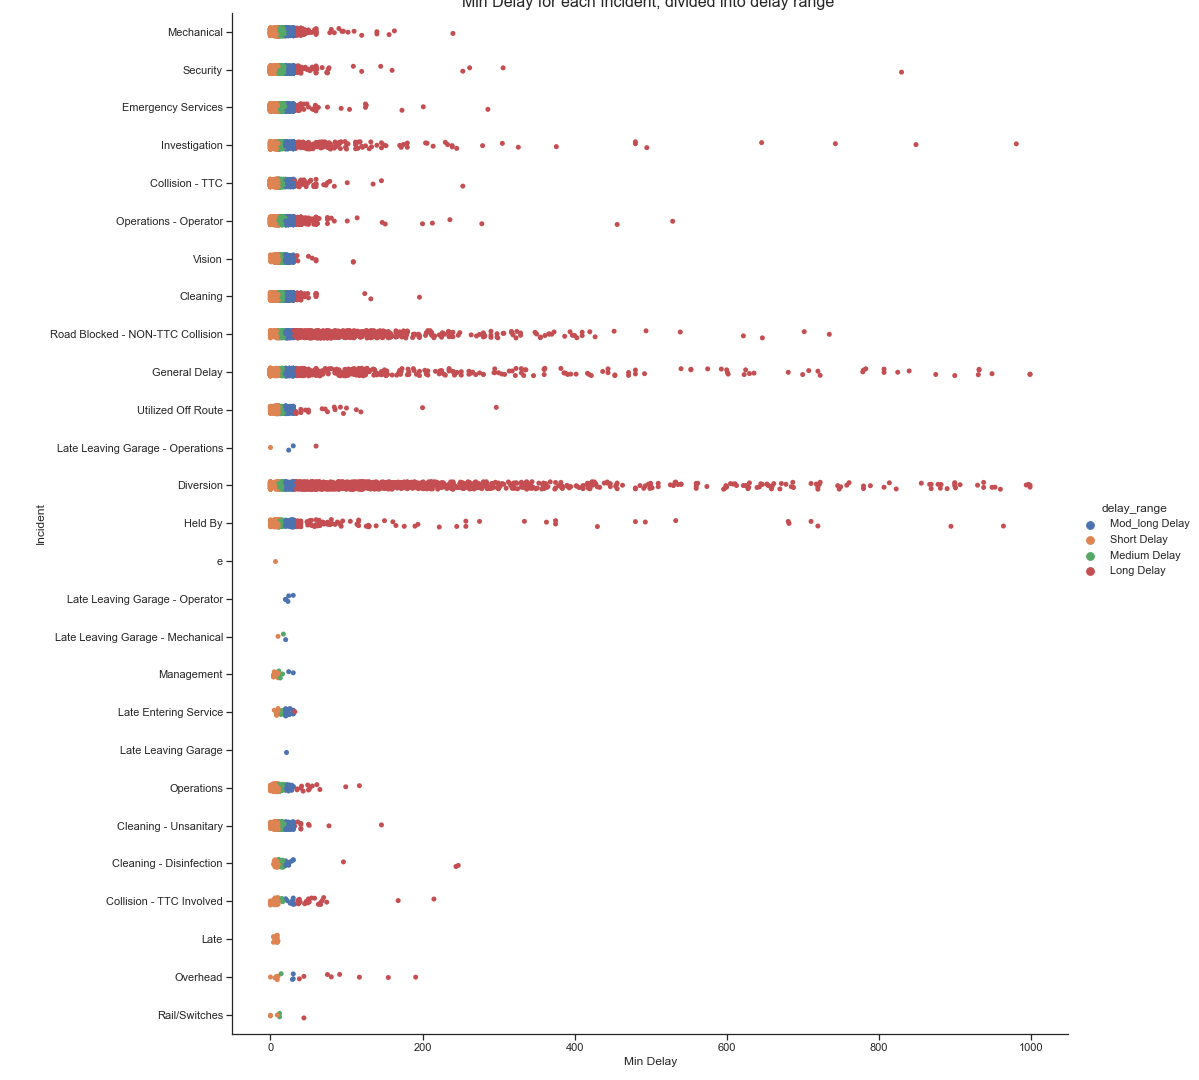 Min Delay for each incident, divided into delay range
Mechanical
Security
Emergency Services
Investigation
Collision - TTC
Operations - Operator
Vision
Cleaning
Road Blocked - NON-TTC Collision
General Delay
Utilized Off Route
Late Leaving Garage - Operations
Diversion
Held By
e
Late Leaving Garage - Operator
Late Leaving Garage - Mechanical
Management
Late Entering Service
Late Leaving Garage
Operations
Cleaning - Unsanitary
Cleaning - Disinfection
Collision - TTC Involved
Late
Overhead
Rail/Switches
Incident
0 200 400 600 800 1000
Min Delay
delay_range
Mod_long Delay
Short Delay
Medium Delay
Long Delay